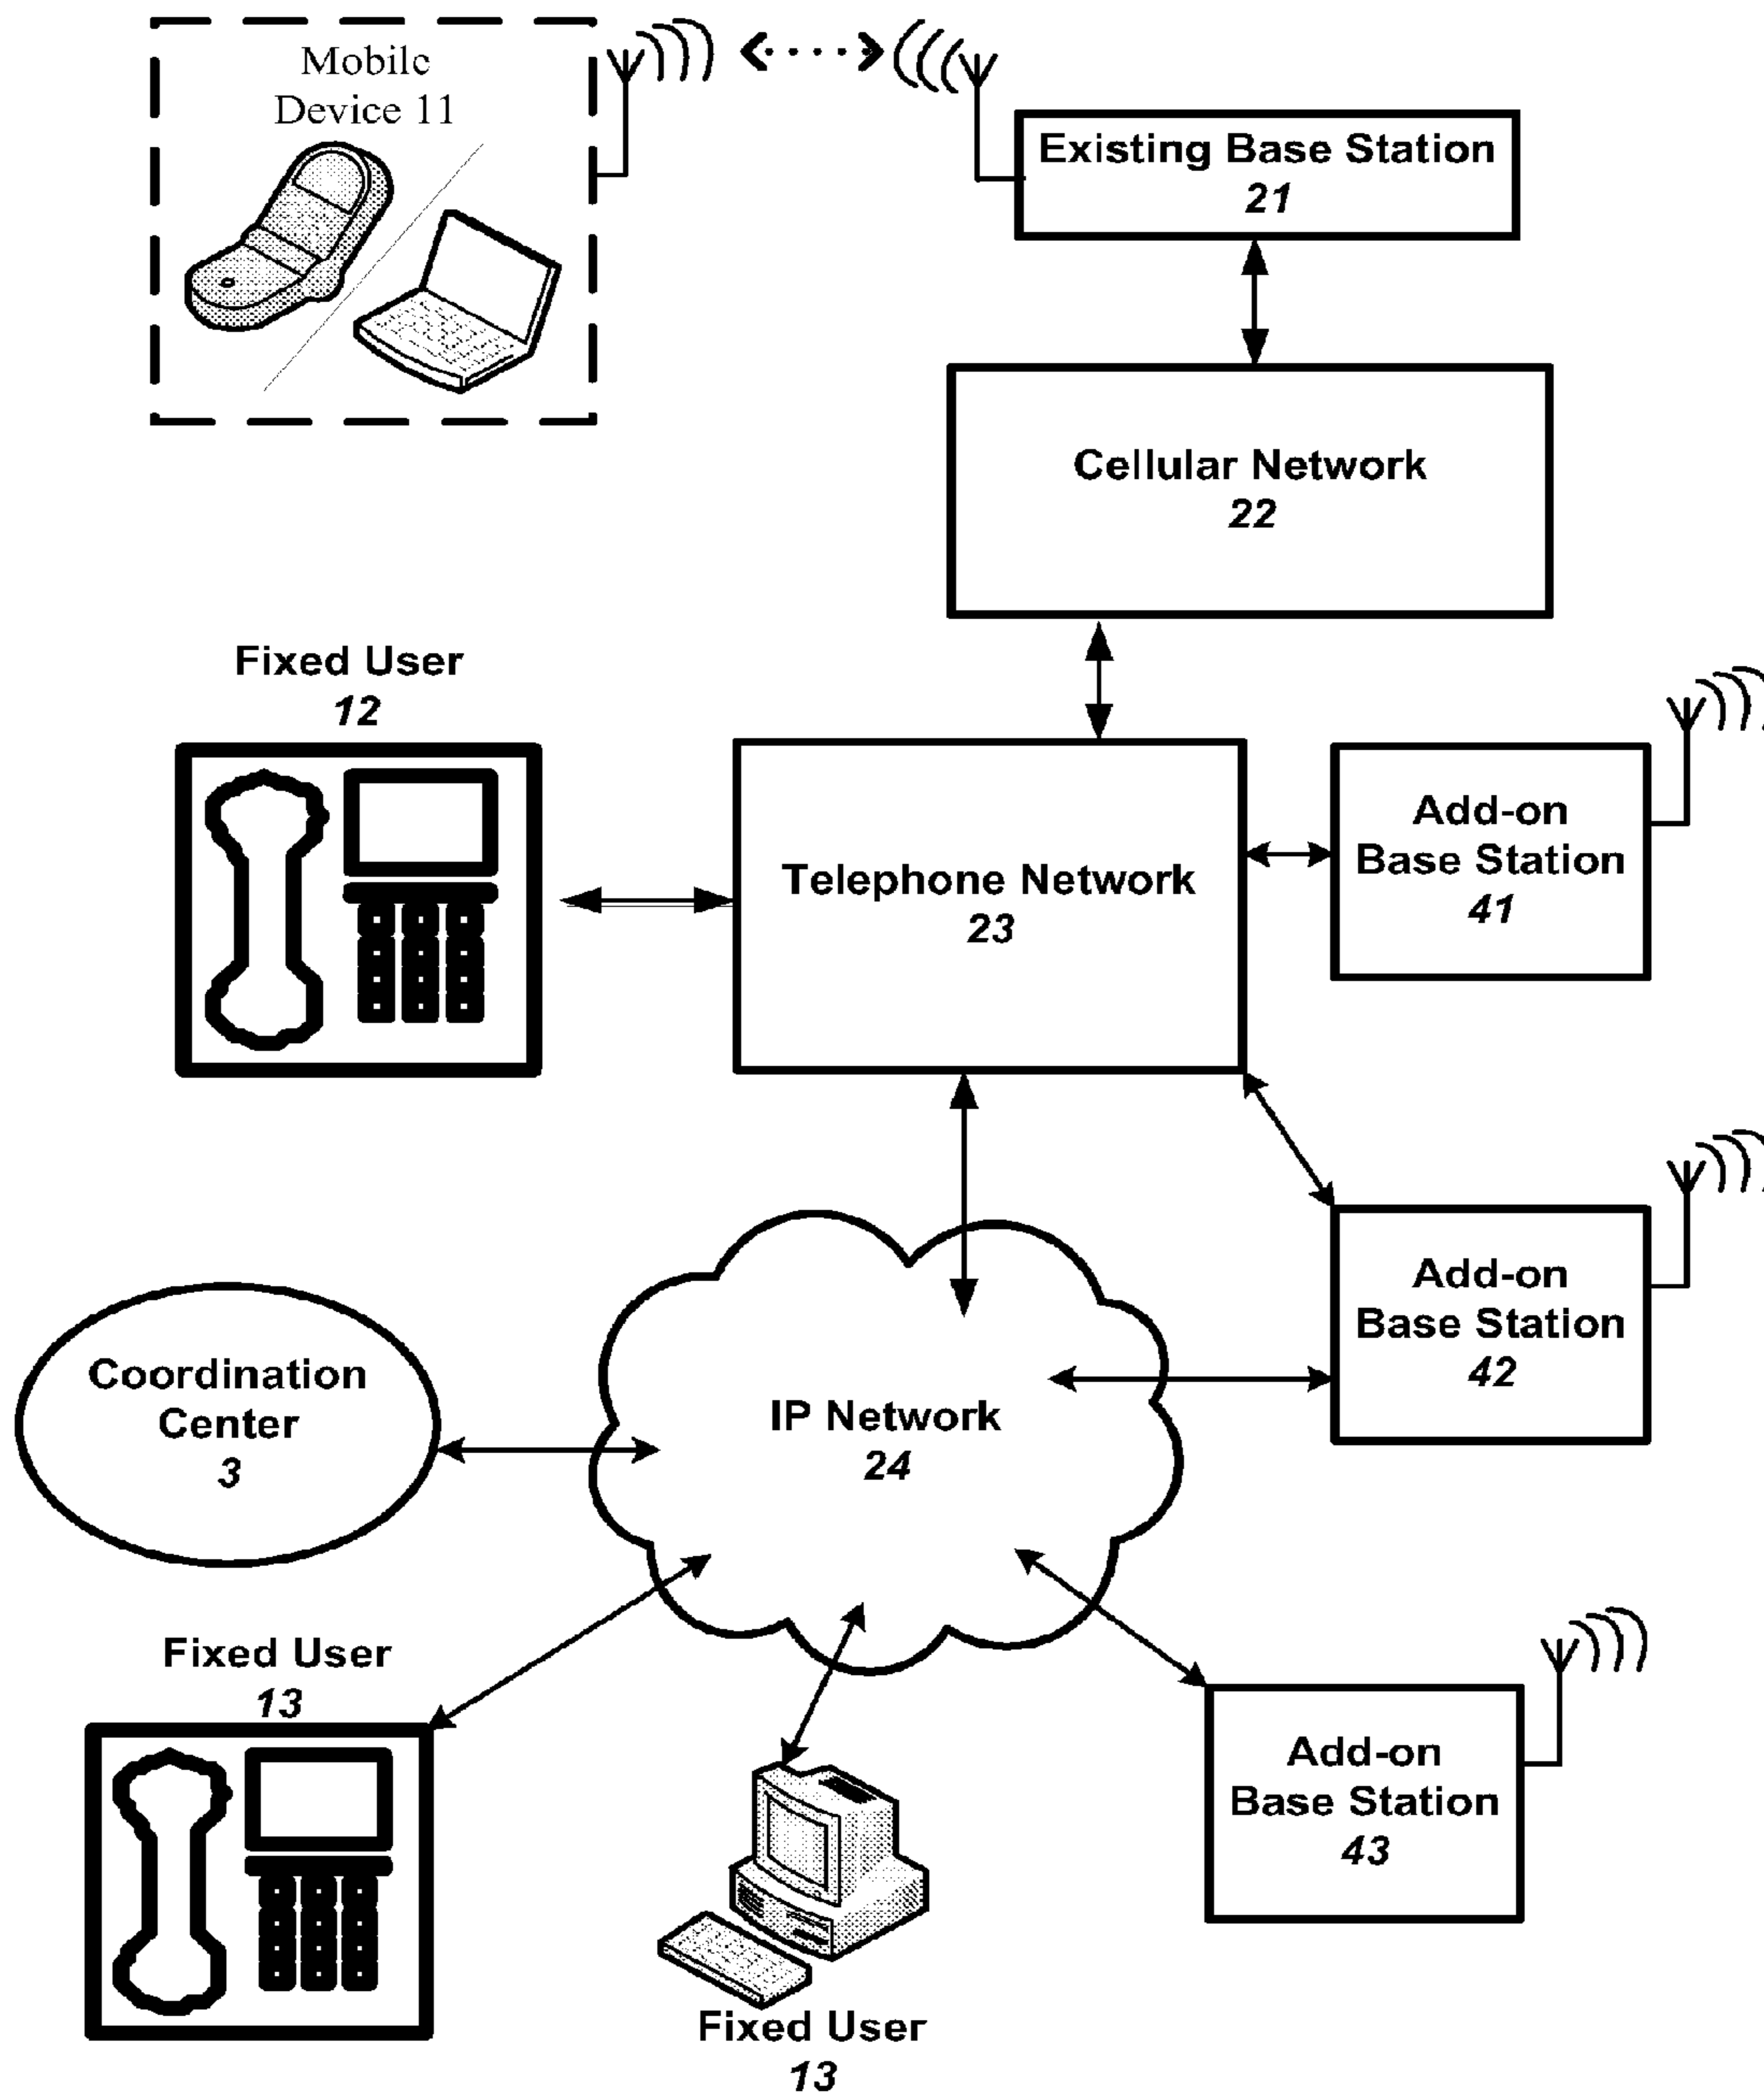 Mobile
Device 11
Existing Base Station
21
Cellular Network
22
Fixed User
12
Telephone Network
23
Add-on
Base Station
41
Add-on
Base Station
42
Coordination
Center
3
IP Network
24
Fixed User
13
Add-on
Base Station
43
Fixed User
13